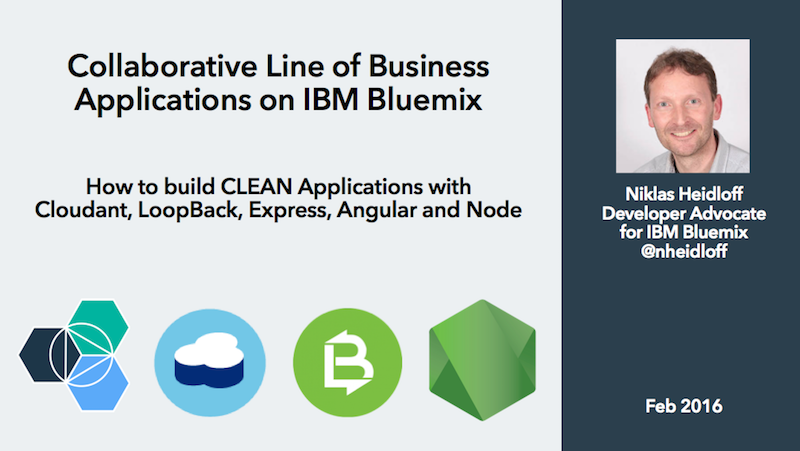 Collaborative Line of Business
Applications on IBM Bluemix
How to build CLEAN Applications with
Cloudant, LoopBack, Express, Angular and Node
Niklas Heidloff
Developer Advocate
for IBM Bluemix
@nheidloff
Feb 2016